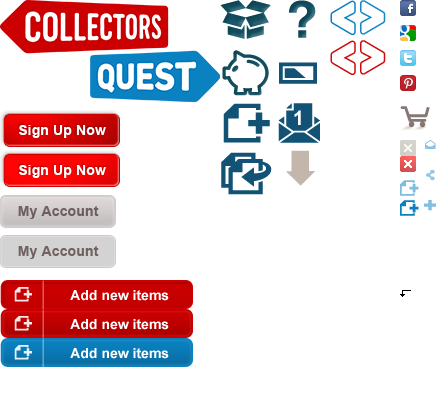 COLLECTORS
QUEST
?
1
Sign Up Now
Sign Up Now
My Account
My Account
Add new items
Add new items
Add new items